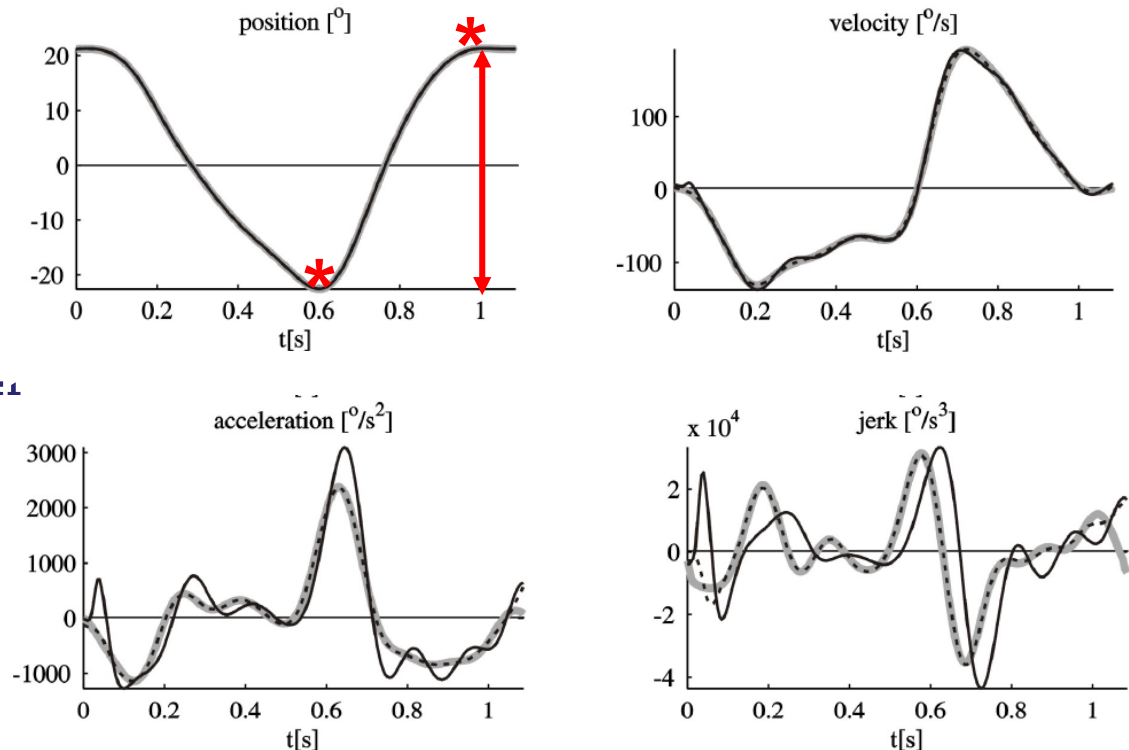 position [o]
20
10
0
-10
-20
0 0.2 0.4 0.6 0.8 1
t[s]
velocity [o/s]
100
0
-100
0 0.2 0.4 0.6 0.8 1
t[s]
acceleration [o/s2]
3000
2000
1000
0
-1000
0 0.2 0.4 0.6 0.8 1
t[s]
x 104
jerk [o/s3]
2
0
-2
-4
0 0.2 0.4 0.6 0.8 1
t[s]